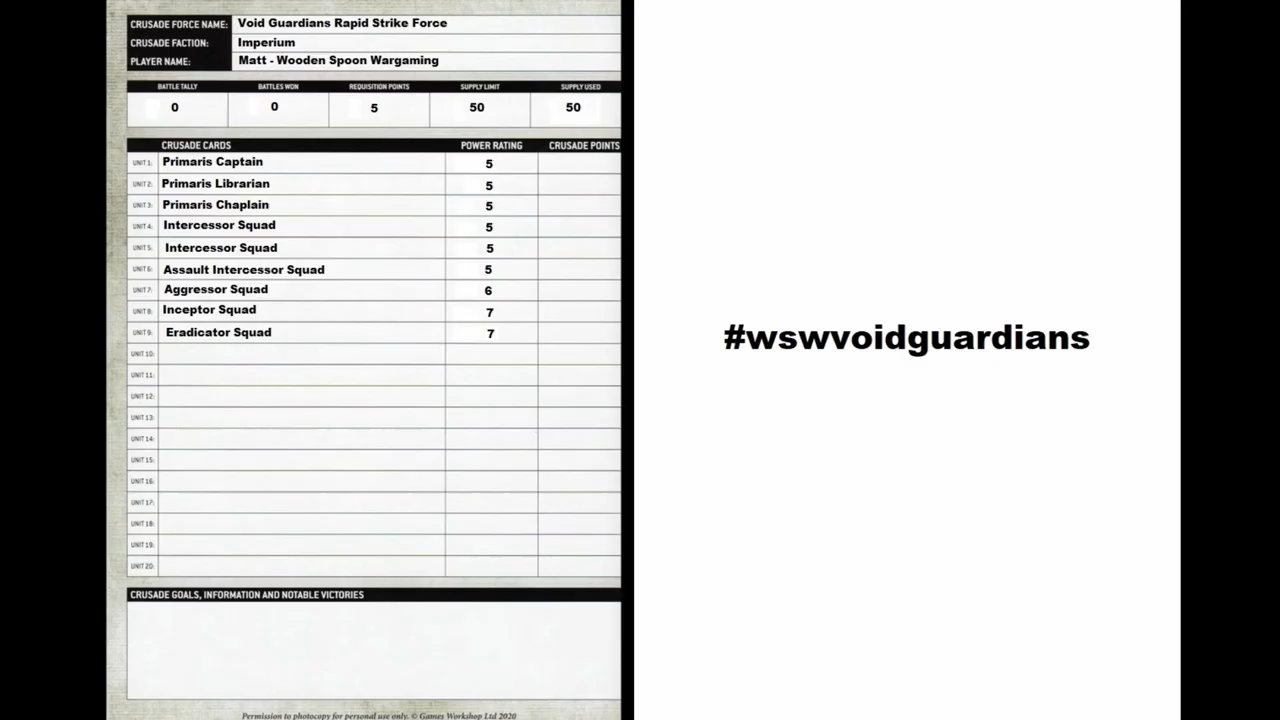 CRUSADE FORCE NAME: Void Guardians Rapid Strike Force
CRUSADE FACTION: Imperium
PLAYER NAME: Matt - Wooden Spoon Wargaming
BATTLE TALLY BATTLES WON REQUISITION POINTS SUPPLY LIMIT SUPPLY USED
0 0 5 50 50
CRUSADE CARDS POWER RATING CRUSADE POINTS
UNIT 1: Primaris Captain 5
UNIT 2: Primaris Librarian 5
UNIT 3: Primaris Chaplain 5
UNIT 4: Intercessor Squad 5
UNIT 5: Intercessor Squad 5
UNIT 6: Assault Intercessor Squad 5
UNIT 7: Aggressor Squad 6
UNIT 8: Inceptor Squad 7
UNIT 9: Eradicator Squad 7
UNIT 10:
UNIT 11:
UNIT 12:
UNIT 13:
UNIT 14:
UNIT 15:
UNIT 16:
UNIT 17:
UNIT 18:
UNIT 19:
UNIT 20:
CRUSADE GOALS, INFORMATION AND NOTABLE VICTORIES
Permission to photocopy for personal use only. © Games Workshop Ltd 2020
#wswvoidguardians